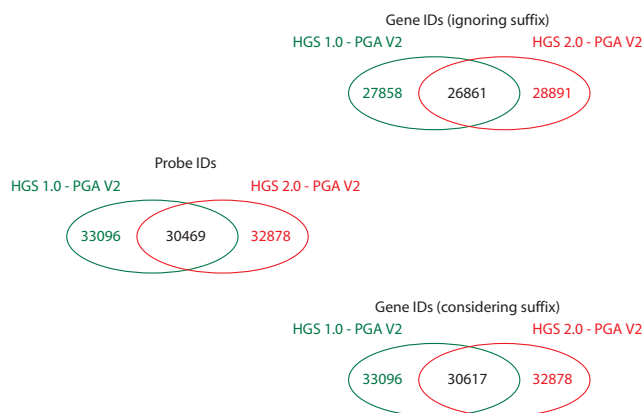 Gene IDs (ignoring suffix)
HGS 1.0 - PGA V2 HGS 2.0 - PGA V2
27858 26861 28891
Probe IDs
HGS 1.0 - PGA V2 HGS 2.0 - PGA V2
33096 30469 32878
Gene IDs (considering suffix)
HGS 1.0 - PGA V2 HGS 2.0 - PGA V2
33096 30617 32878